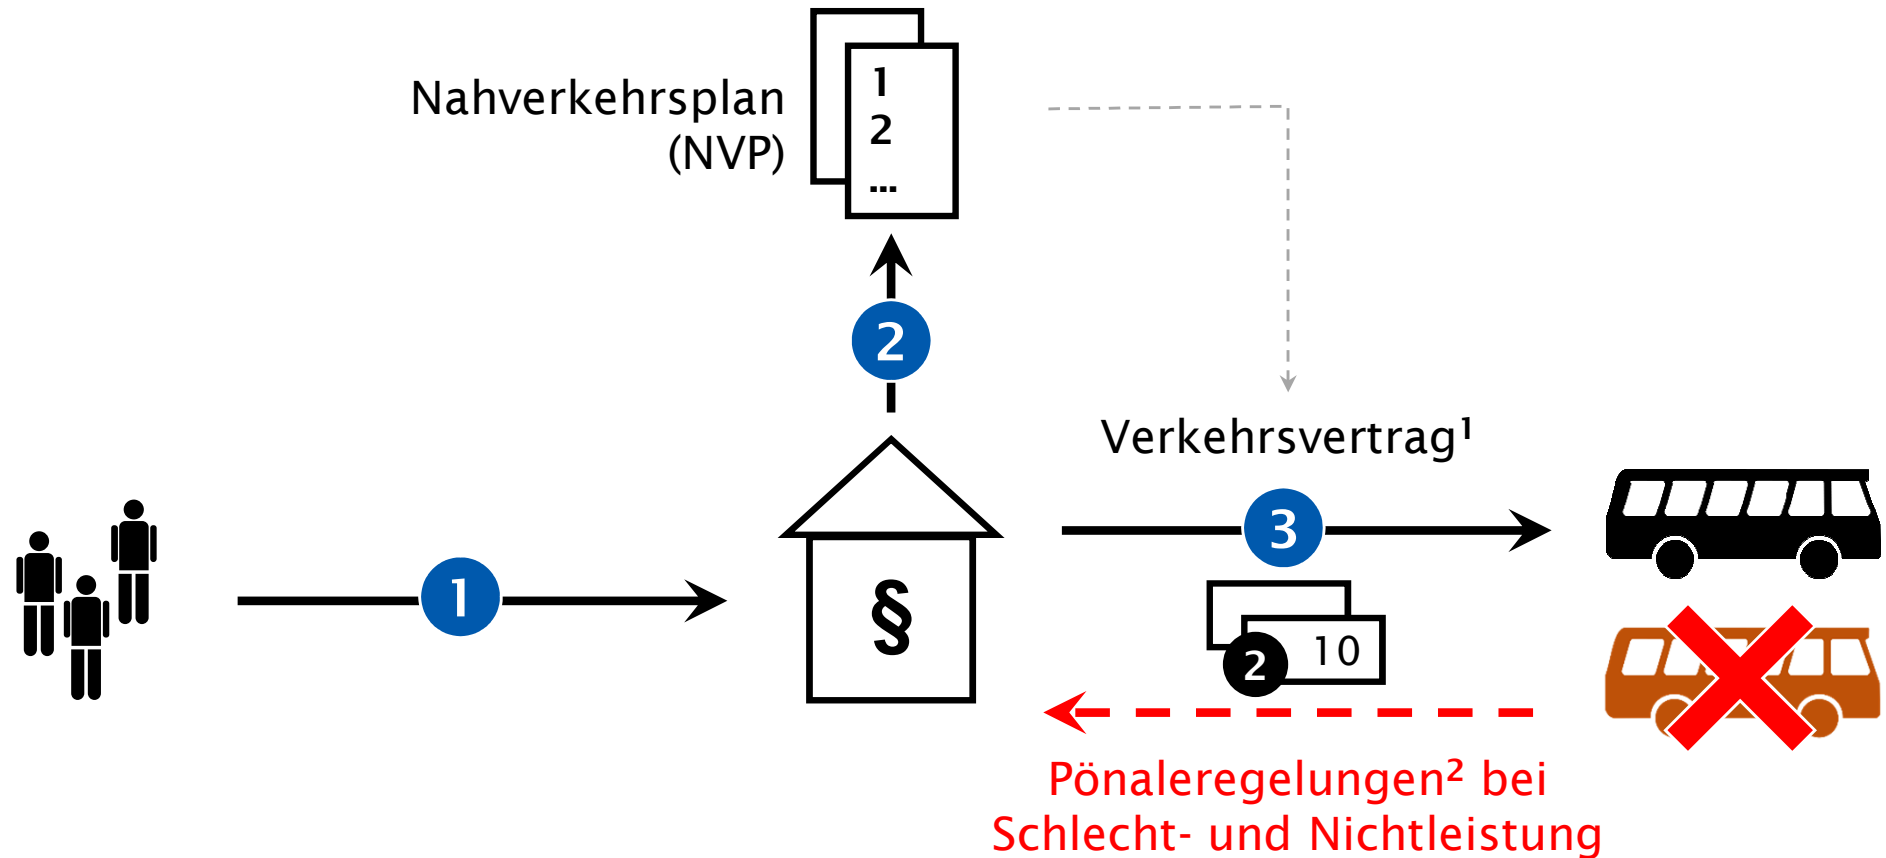 Nahverkehrsplan
(NVP)
1
2
...
2
Verkehrsvertrag¹
1
§
3
2
10
Pönaleregelungen² bei
Schlecht- und Nichtleistung